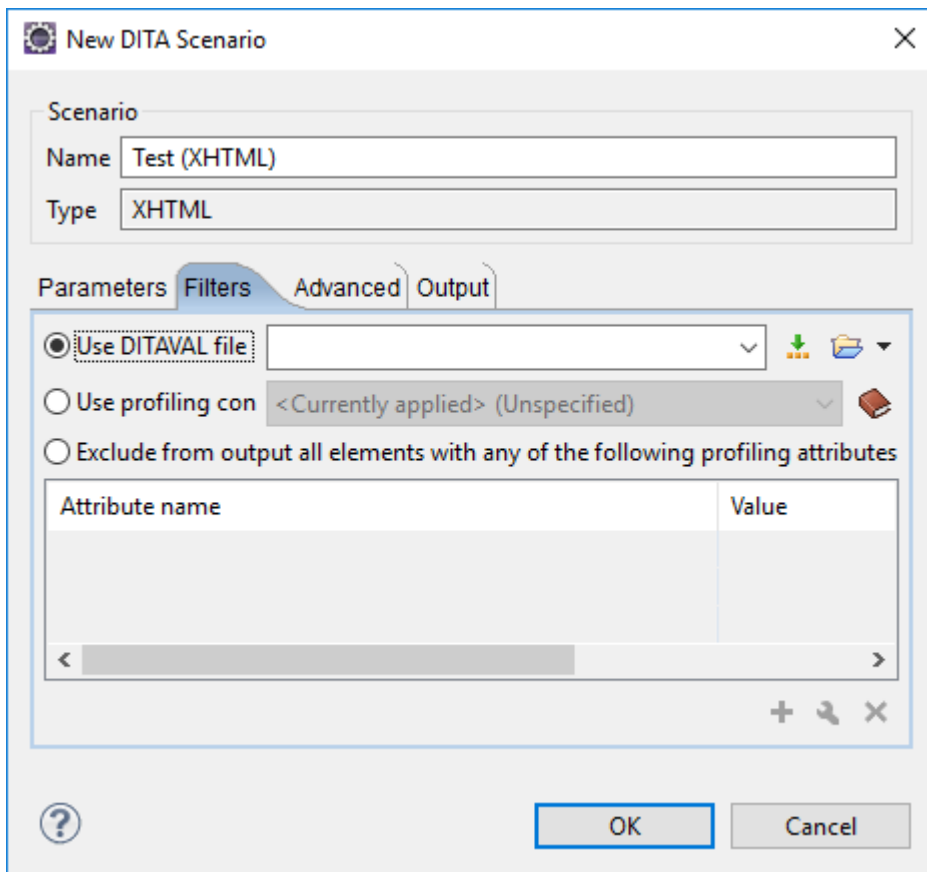 New DITA Scenario
Scenario
Name Test (XHTML)
Type XHTML
Parameters Filters Advanced Output
Use DITAVAL file
Use profiling con <Currently applied> (Unspecified)
Exclude from output all elements with any of the following profiling attributes
Attribute name Value
OK Cancel